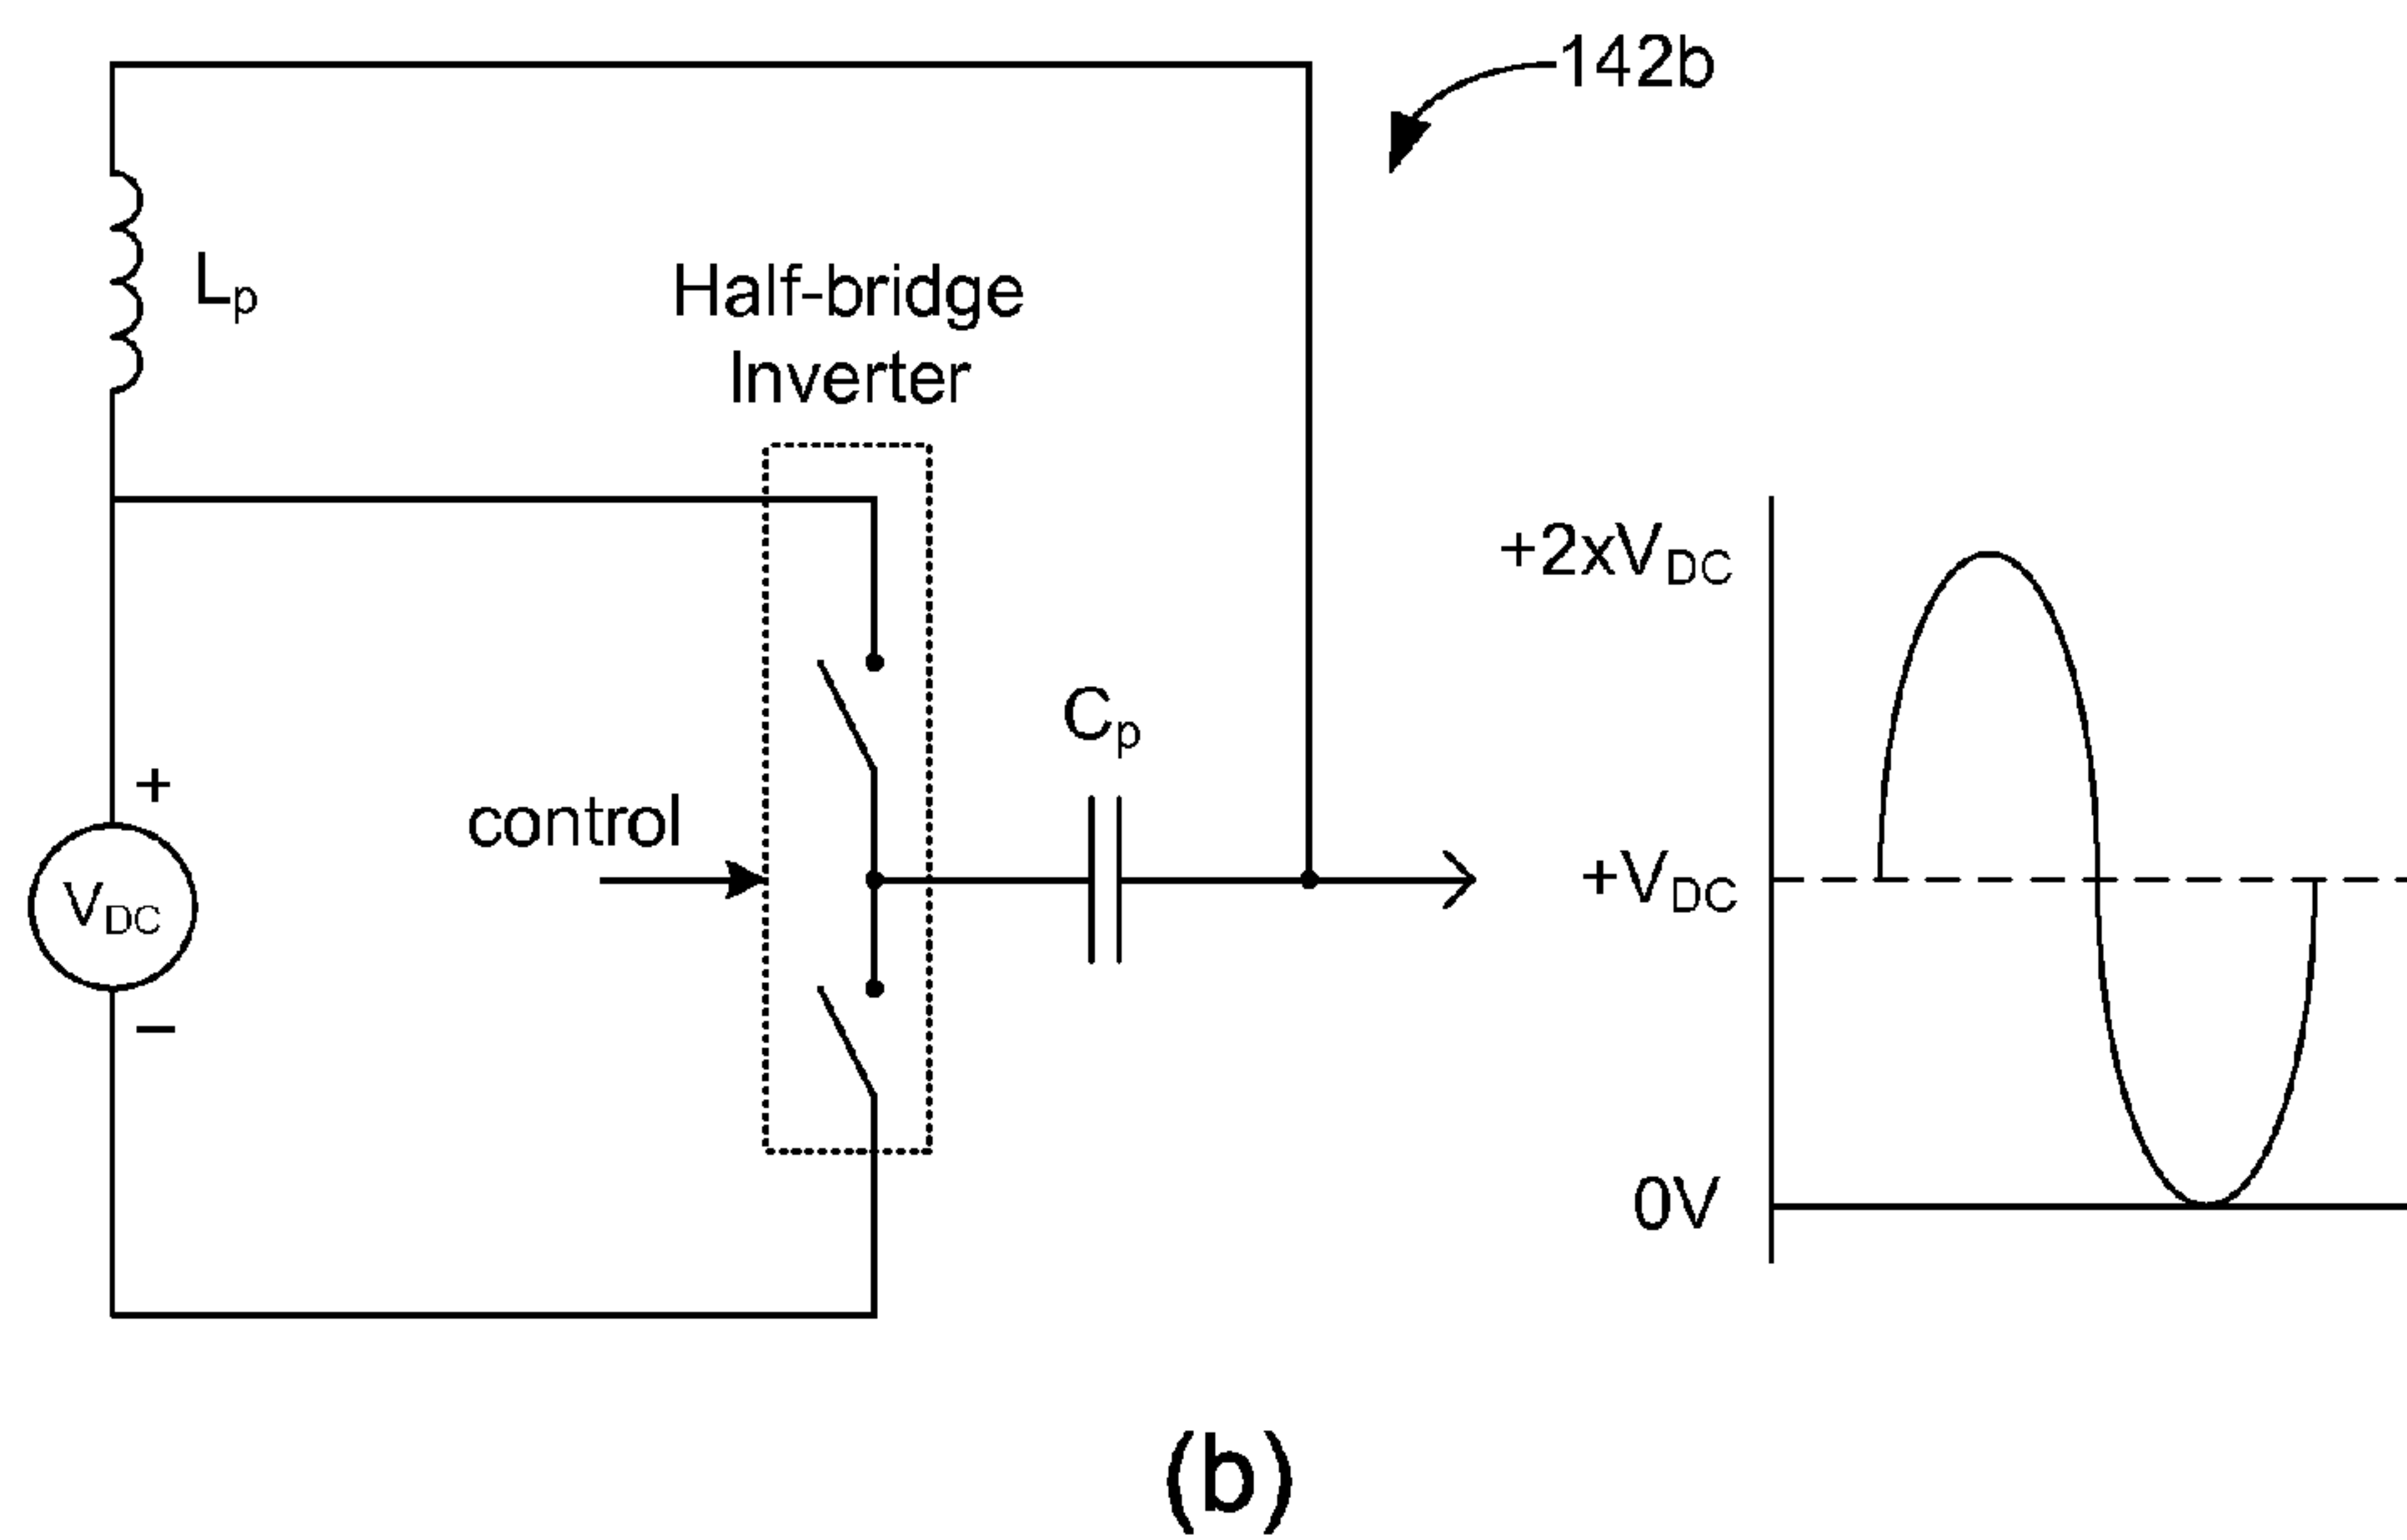 142b
Lp
Half-bridge
Inverter
+2xVDC
Cp
+
control
+VDC
VDC
−
0V
(b)